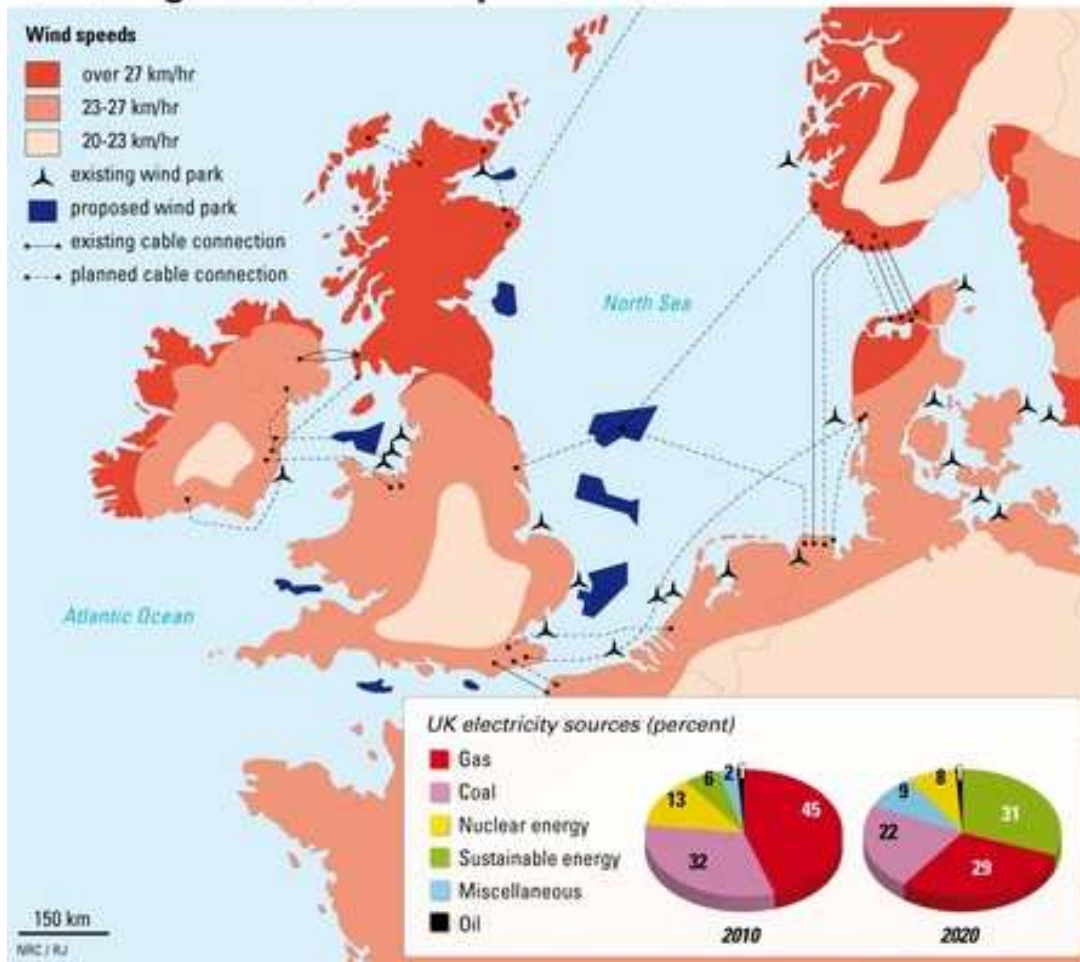 Wind speeds
over 27 km/hr
23-27 km/hr
20-23 km/hr
existing wind park
proposed wind park
existing cable connection
planned cable connection
North Sea
Atlantic Ocean
150 km
NRC / RJ
UK electricity sources (percent)
Gas
Coal
Nuclear energy
Sustainable energy
Miscellaneous
Oil
45
32
13
6
2
2010
31
29
22
9
8
2020